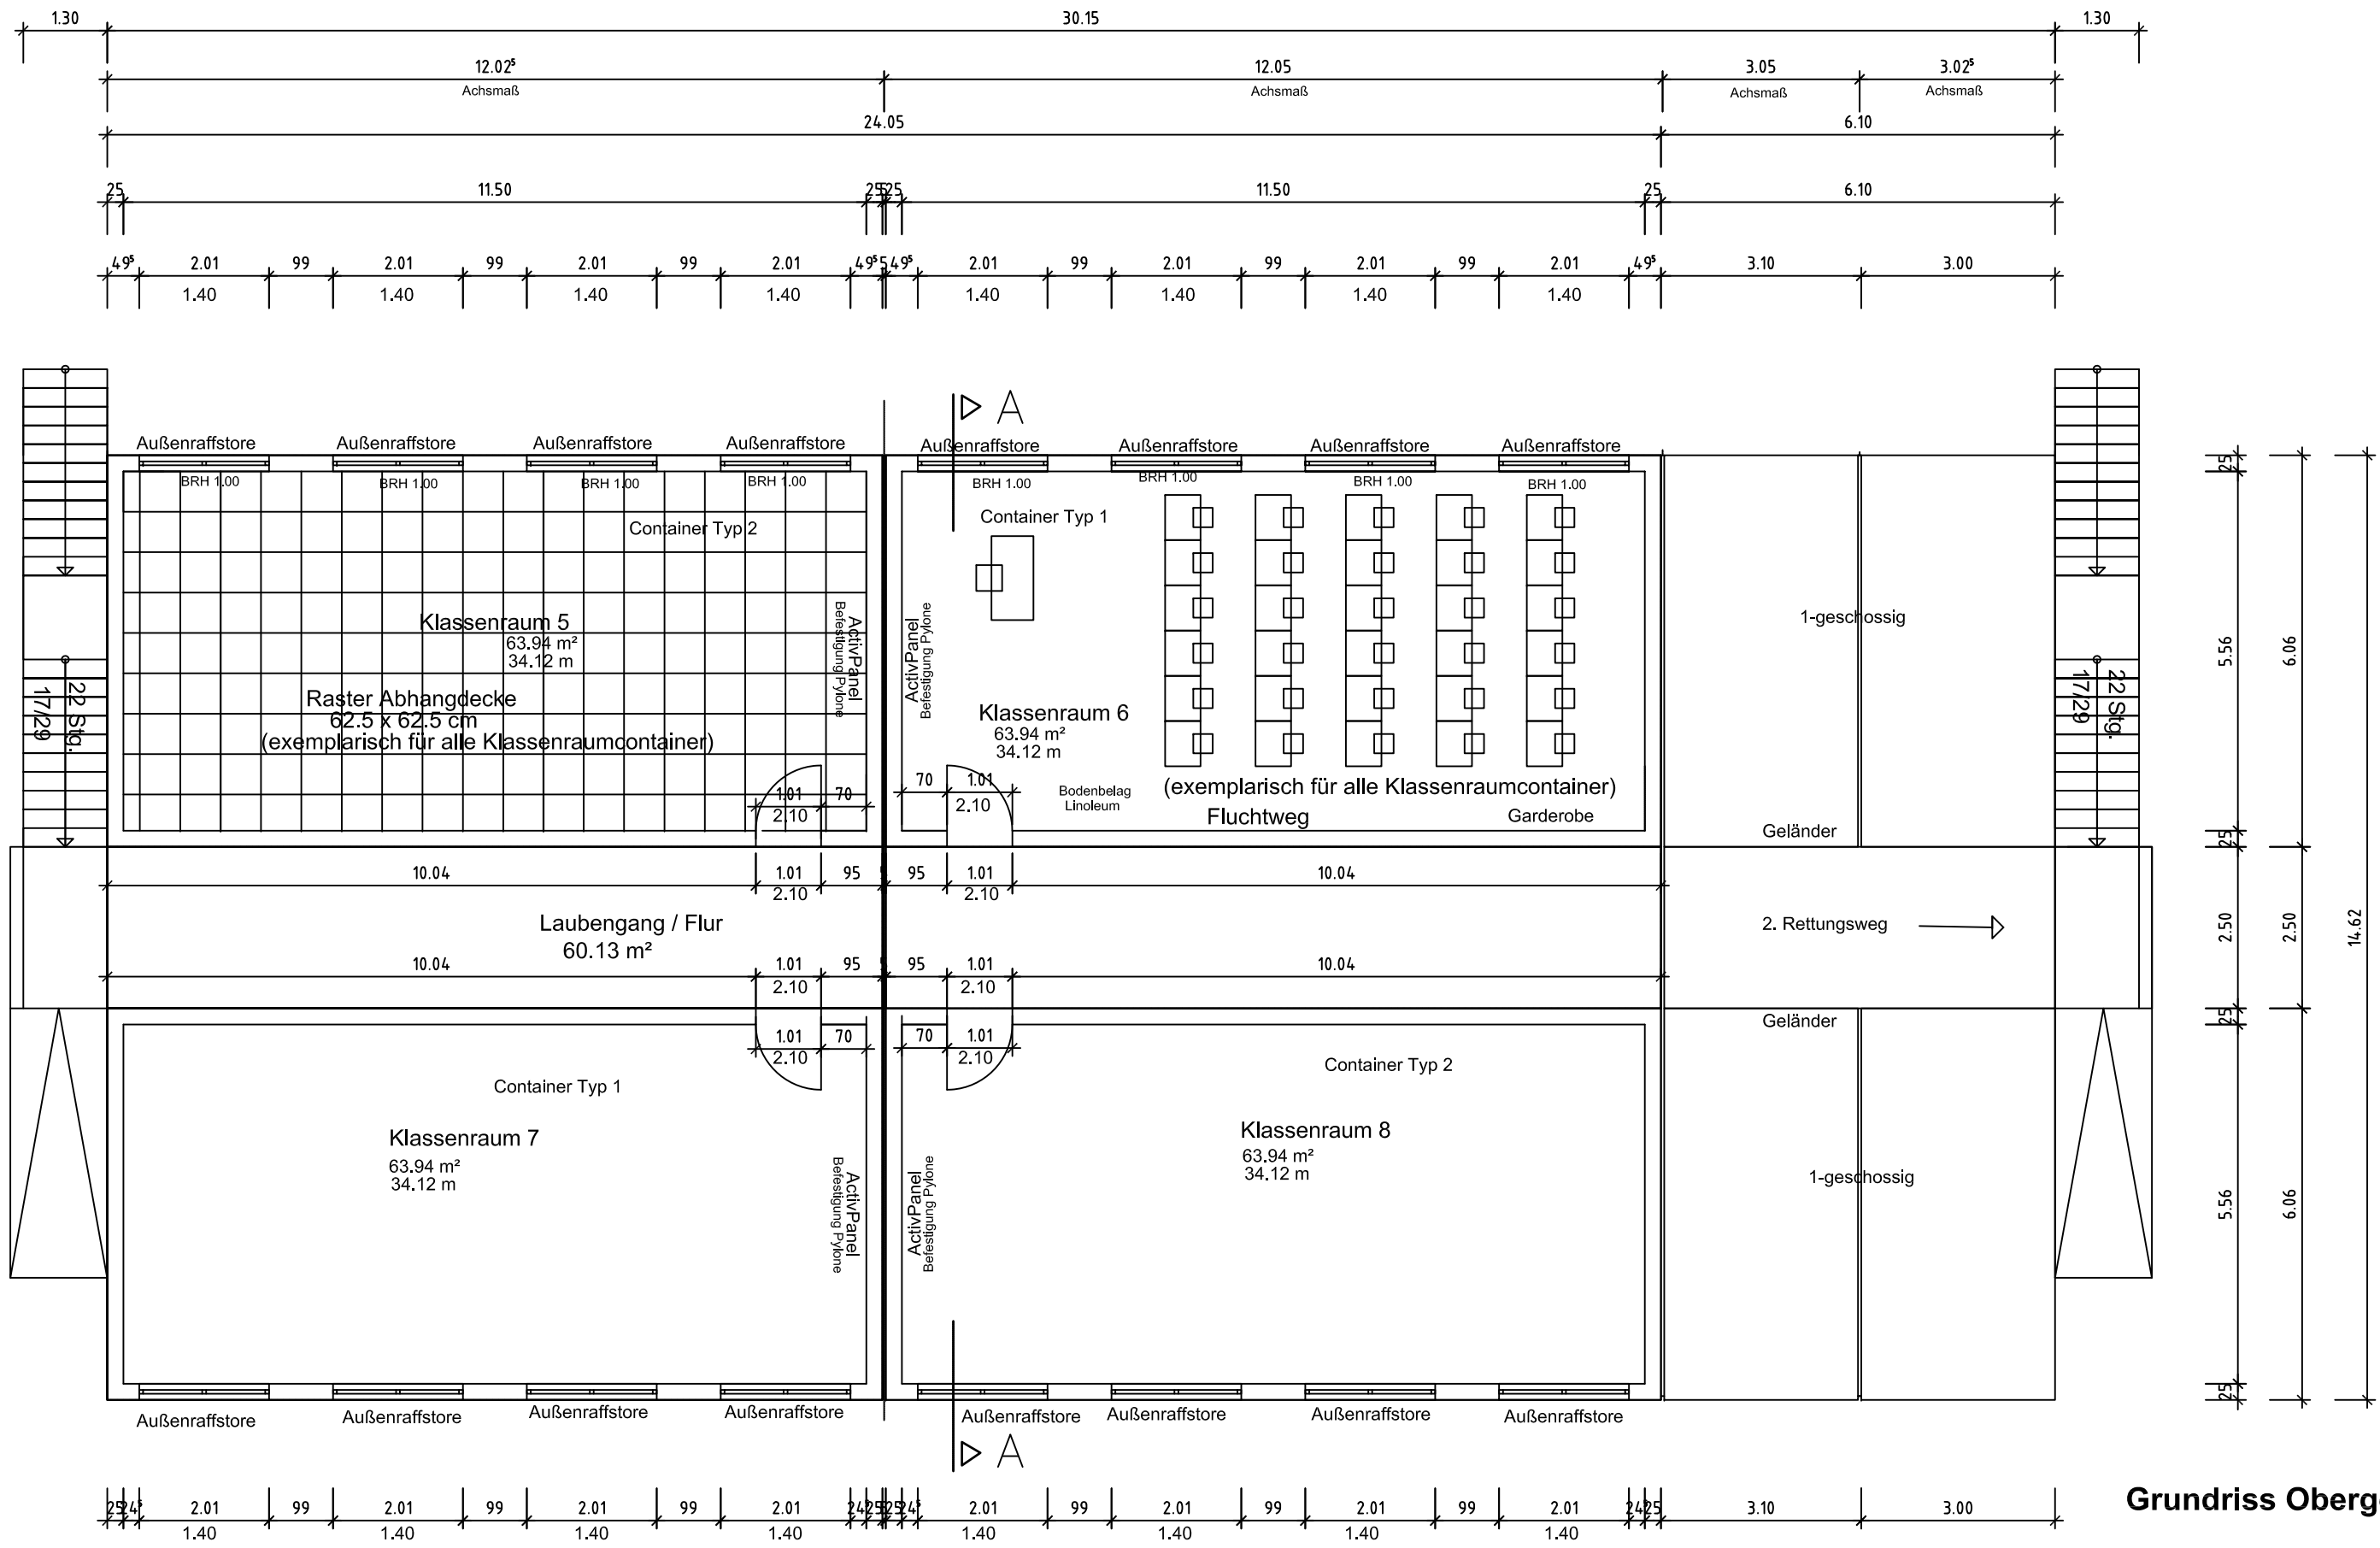 1.30 30.15 1.30
12.02⁵ 12.05 3.05 3.02⁵
Achsmaß Achsmaß Achsmaß Achsmaß
24.05 6.10
25 11.50 25 5 25 11.50 25 6.10
49⁵ 2.01 99 2.01 99 2.01 99 2.01 49⁵ 5 49⁵ 2.01 99 2.01 99 2.01 99 2.01 49⁵ 3.10 3.00
1.40 1.40 1.40 1.40 1.40 1.40 1.40 1.40
A
Außenraffstore Außenraffstore Außenraffstore Außenraffstore Außenraffstore Außenraffstore Außenraffstore Außenraffstore
BRH 1.00 BRH 1.00 BRH 1.00 BRH 1.00 BRH 1.00 BRH 1.00 BRH 1.00 BRH 1.00
25
Container Typ 2
Container Typ 1
Klassenraum 5
63.94 m²
34.12 m
Raster Abhangdecke
62.5 x 62.5 cm
(exemplarisch für alle Klassenraumcontainer)
ActivPanel
Befestigung Pylone
ActivPanel
Befestigung Pylone
Klassenraum 6
63.94 m²
34.12 m
1-geschossig
5.56 6.06
22 Stg.
17/29
22 Stg.
17/29
1.01 70
2.10
70 1.01
2.10
Bodenbelag
Linoleum
(exemplarisch für alle Klassenraumcontainer)
Fluchtweg
Garderobe
Geländer
25
10.04 1.01 95 5 95 1.01 10.04
2.10 2.10
Laubengang / Flur
60.13 m²
2. Rettungsweg
2.50 2.50 14.62
10.04 1.01 95 5 95 1.01 10.04
2.10 2.10
Geländer
25
1.01 70
2.10
70 1.01
2.10
Container Typ 1
Container Typ 2
Klassenraum 7
63.94 m²
34.12 m
Klassenraum 8
63.94 m²
34.12 m
ActivPanel
Befestigung Pylone
ActivPanel
Befestigung Pylone
1-geschossig
5.56 6.06
25
Außenraffstore Außenraffstore Außenraffstore Außenraffstore Außenraffstore Außenraffstore Außenraffstore Außenraffstore
A
25 24⁵ 2.01 99 2.01 99 2.01 99 2.01 24⁵ 25 5 25 24⁵ 2.01 99 2.01 99 2.01 99 2.01 24⁵ 25 3.10 3.00
1.40 1.40 1.40 1.40 1.40 1.40 1.40 1.40
Grundriss Oberg